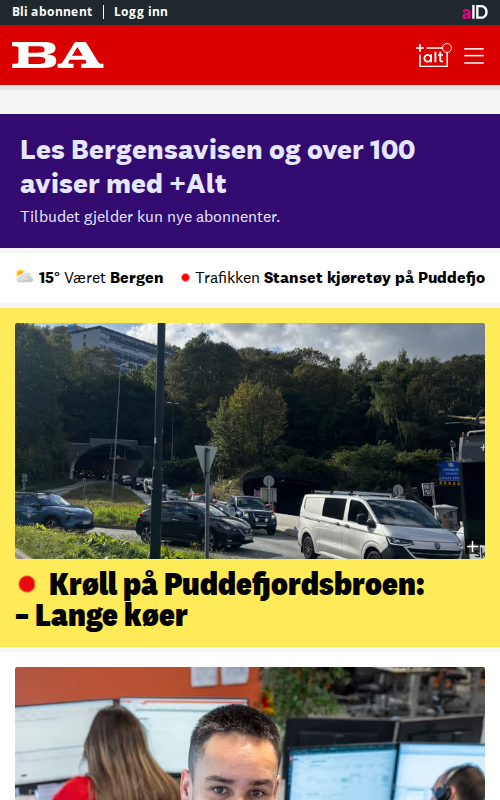 Bli abonnent | Logg inn
aID
BA
+alt
Les Bergensavisen og over 100
aviser med +Alt
Tilbudet gjelder kun nye abonnenter.
15° Været Bergen
Trafikken Stanset kjøretøy på Puddefjo
Krøll på Puddefjordsbroen:
– Lange køer